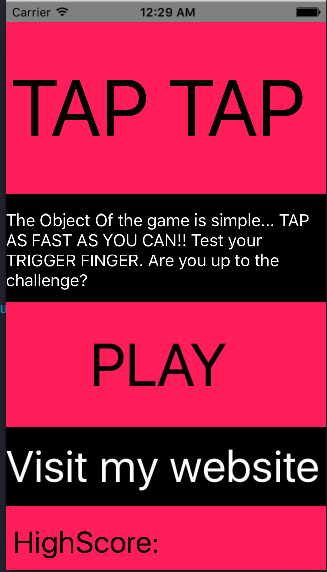 Carrier 12:29 AM
TAP TAP
The Object Of the game is simple... TAP
AS FAST AS YOU CAN!! Test your
TRIGGER FINGER. Are you up to the
challenge?
PLAY
Visit my website
HighScore: